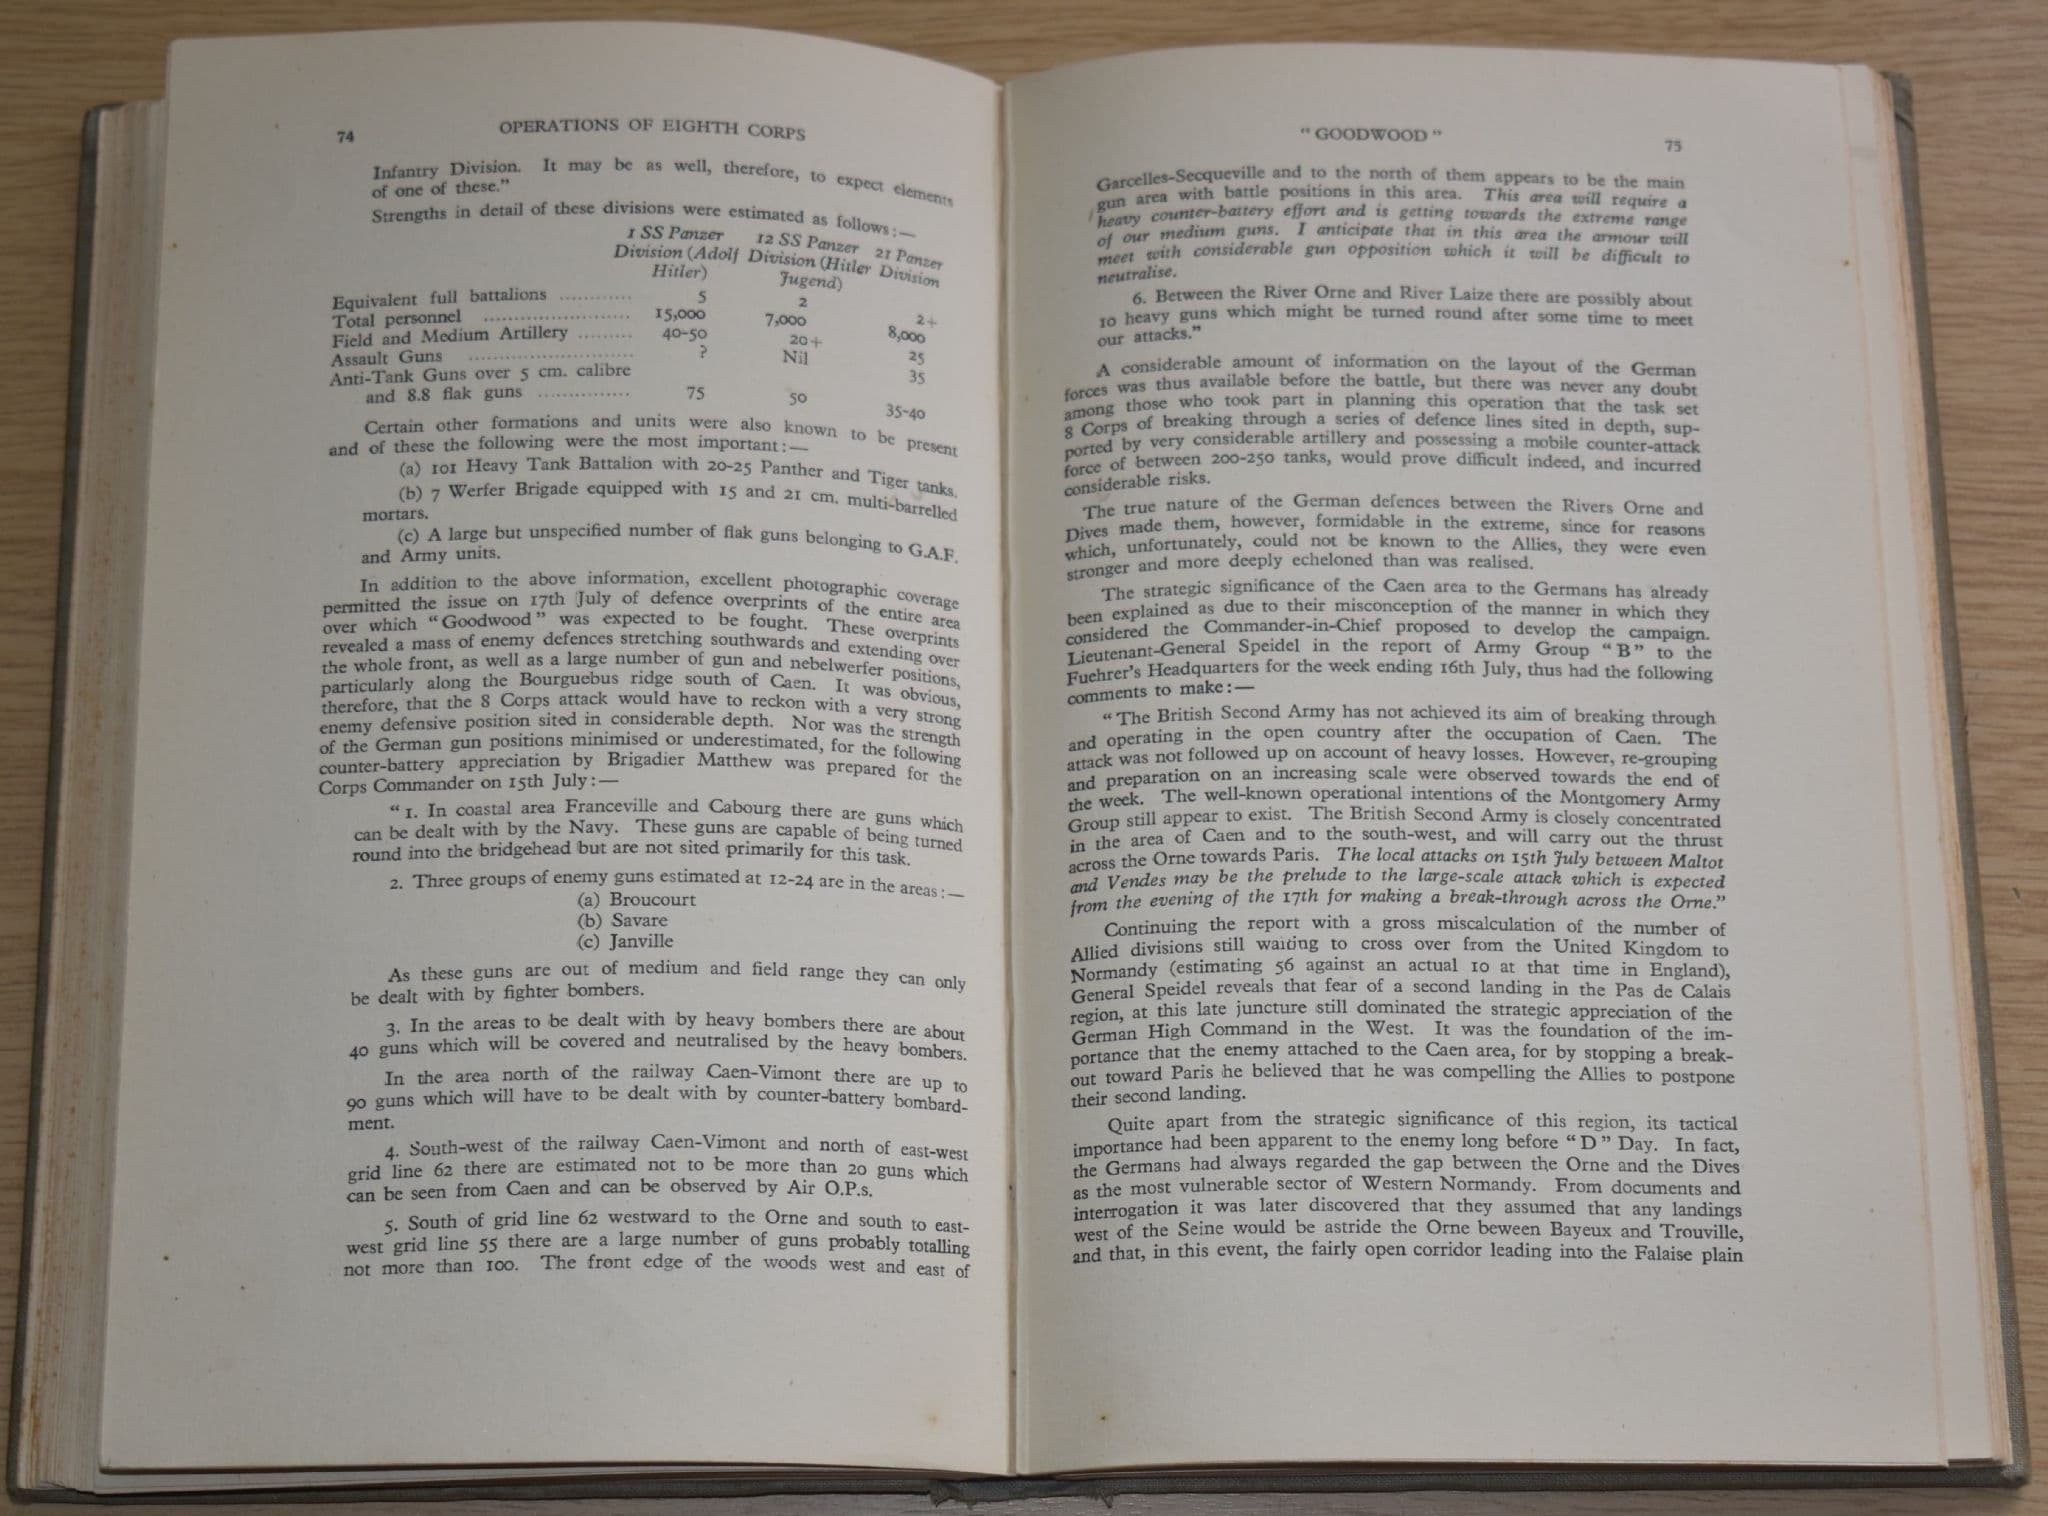 74
OPERATIONS OF EIGHTH CORPS
Infantry Division. It may be as well, therefore, to expect elements
of one of these."
Strengths in detail of these divisions were estimated as follows:—
1 SS Panzer 12 SS Panzer 21 Panzer
Division (Adolf Division (Hitler Division
Hitler) Jugend)
Equivalent full battalions ............ 5 2 2+
Total personnel ........................ 15,000 7,000 8,000
Field and Medium Artillery ......... 40-50 20+ 25
Assault Guns ........................... ? Nil 35
Anti-Tank Guns over 5 cm. calibre
and 8.8 flak guns ............... 75 50 35-40
Certain other formations and units were also known to be present
and of these the following were the most important:—
(a) 101 Heavy Tank Battalion with 20-25 Panther and Tiger tanks.
(b) 7 Werfer Brigade equipped with 15 and 21 cm. multi-barrelled
mortars.
(c) A large but unspecified number of flak guns belonging to G.A.F.
and Army units.
In addition to the above information, excellent photographic coverage
permitted the issue on 17th July of defence overprints of the entire area
over which "Goodwood" was expected to be fought. These overprints
revealed a mass of enemy defences stretching southwards and extending over
the whole front, as well as a large number of gun and nebelwerfer positions,
particularly along the Bourguebus ridge south of Caen. It was obvious,
therefore, that the 8 Corps attack would have to reckon with a very strong
enemy defensive position sited in considerable depth. Nor was the strength
of the German gun positions minimised or underestimated, for the following
counter-battery appreciation by Brigadier Matthew was prepared for the
Corps Commander on 15th July:—
"1. In coastal area Franceville and Cabourg there are guns which
can be dealt with by the Navy. These guns are capable of being turned
round into the bridgehead but are not sited primarily for this task.
2. Three groups of enemy guns estimated at 12-24 are in the areas:—
(a) Broucourt
(b) Savare
(c) Janville
As these guns are out of medium and field range they can only
be dealt with by fighter bombers.
3. In the areas to be dealt with by heavy bombers there are about
40 guns which will be covered and neutralised by the heavy bombers.
In the area north of the railway Caen-Vimont there are up to
90 guns which will have to be dealt with by counter-battery bombard-
ment.
4. South-west of the railway Caen-Vimont and north of east-west
grid line 62 there are estimated not to be more than 20 guns which
can be seen from Caen and can be observed by Air O.P.s.
5. South of grid line 62 westward to the Orne and south to east-
west grid line 55 there are a large number of guns probably totalling
not more than 100. The front edge of the woods west and east of
"GOODWOOD"
75
Garcelles-Secqueville and to the north of them appears to be the main
gun area with battle positions in this area. This area will require a
heavy counter-battery effort and is getting towards the extreme range
of our medium guns. I anticipate that in this area the armour will
meet with considerable gun opposition which it will be difficult to
neutralise.
6. Between the River Orne and River Laize there are possibly about
10 heavy guns which might be turned round after some time to meet
our attacks."
A considerable amount of information on the layout of the German
forces was thus available before the battle, but there was never any doubt
among those who took part in planning this operation that the task set
8 Corps of breaking through a series of defence lines sited in depth, sup-
ported by very considerable artillery and possessing a mobile counter-attack
force of between 200-250 tanks, would prove difficult indeed, and incurred
considerable risks.
The true nature of the German defences between the Rivers Orne and
Dives made them, however, formidable in the extreme, since for reasons
which, unfortunately, could not be known to the Allies, they were even
stronger and more deeply echeloned than was realised.
The strategic significance of the Caen area to the Germans has already
been explained as due to their misconception of the manner in which they
considered the Commander-in-Chief proposed to develop the campaign.
Lieutenant-General Speidel in the report of Army Group "B" to the
Fuehrer's Headquarters for the week ending 16th July, thus had the following
comments to make:—
"The British Second Army has not achieved its aim of breaking through
and operating in the open country after the occupation of Caen. The
attack was not followed up on account of heavy losses. However, re-grouping
and preparation on an increasing scale were observed towards the end of
the week. The well-known operational intentions of the Montgomery Army
Group still appear to exist. The British Second Army is closely concentrated
in the area of Caen and to the south-west, and will carry out the thrust
across the Orne towards Paris. The local attacks on 15th July between Maltot
and Vendes may be the prelude to the large-scale attack which is expected
from the evening of the 17th for making a break-through across the Orne."
Continuing the report with a gross miscalculation of the number of
Allied divisions still waiting to cross over from the United Kingdom to
Normandy (estimating 56 against an actual 10 at that time in England),
General Speidel reveals that fear of a second landing in the Pas de Calais
region, at this late juncture still dominated the strategic appreciation of the
German High Command in the West. It was the foundation of the im-
portance that the enemy attached to the Caen area, for by stopping a break-
out toward Paris he believed that he was compelling the Allies to postpone
their second landing.
Quite apart from the strategic significance of this region, its tactical
importance had been apparent to the enemy long before "D" Day. In fact,
the Germans had always regarded the gap between the Orne and the Dives
as the most vulnerable sector of Western Normandy. From documents and
interrogation it was later discovered that they assumed that any landings
west of the Seine would be astride the Orne beween Bayeux and Trouville,
and that, in this event, the fairly open corridor leading into the Falaise plain